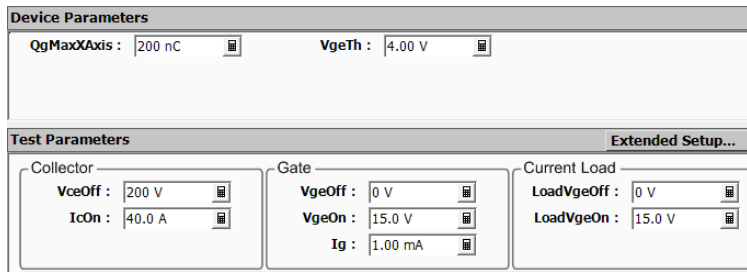 Device Parameters
QgMaxXAxis : 200 nC VgeTh : 4.00 V
Test Parameters Extended Setup...
Collector Gate Current Load
VceOff : 200 V VgeOff : 0 V LoadVgeOff : 0 V
IcOn : 40.0 A VgeOn : 15.0 V LoadVgeOn : 15.0 V
Ig : 1.00 mA